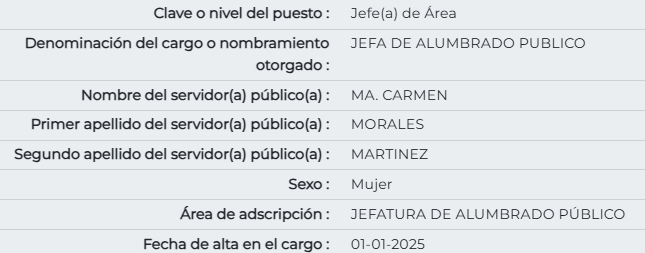 Clave o nivel del puesto : Jefe(a) de Área
Denominación del cargo o nombramiento JEFA DE ALUMBRADO PUBLICO
otorgado :
Nombre del servidor(a) público(a) : MA. CARMEN
Primer apellido del servidor(a) público(a) : MORALES
Segundo apellido del servidor(a) público(a) : MARTINEZ
Sexo : Mujer
Área de adscripción : JEFATURA DE ALUMBRADO PÚBLICO
Fecha de alta en el cargo : 01-01-2025